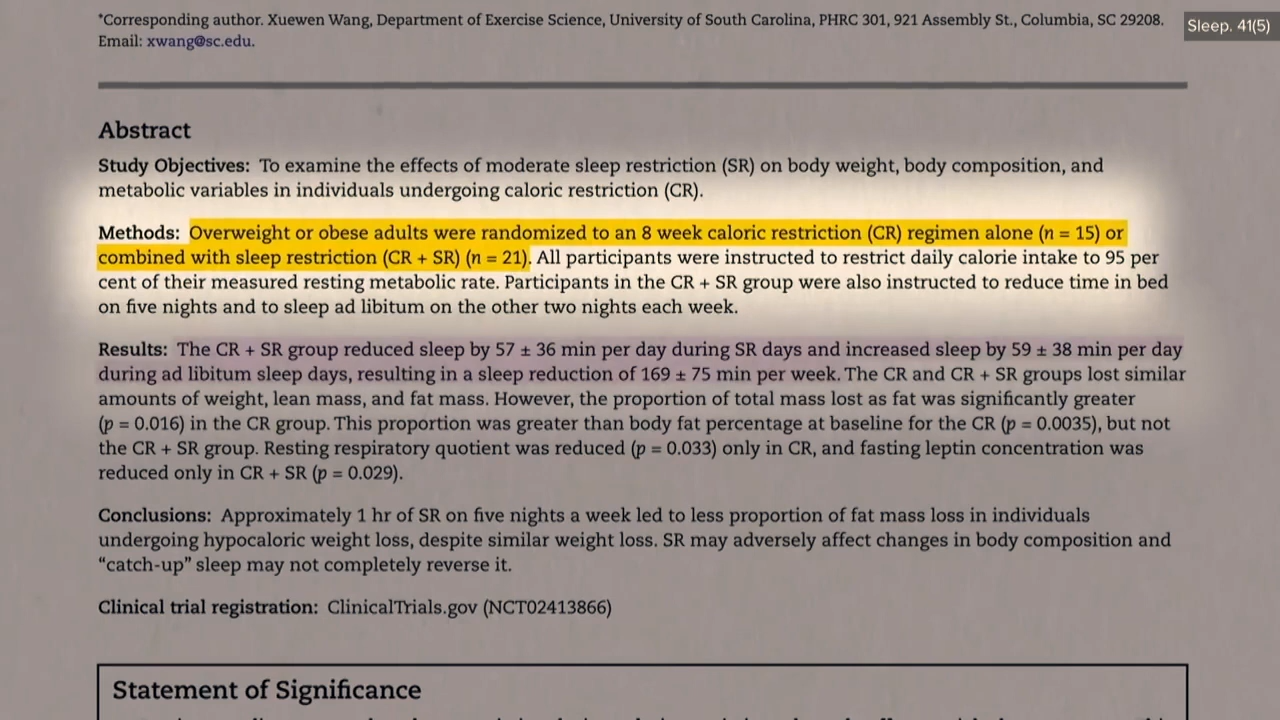 *Corresponding author. Xuewen Wang, Department of Exercise Science, University of South Carolina, PHRC 301, 921 Assembly St., Columbia, SC 29208.
Email: xwang@sc.edu.
Sleep. 41(5)
Abstract
Study Objectives: To examine the effects of moderate sleep restriction (SR) on body weight, body composition, and
metabolic variables in individuals undergoing caloric restriction (CR).
Methods: Overweight or obese adults were randomized to an 8 week caloric restriction (CR) regimen alone (n = 15) or
combined with sleep restriction (CR + SR) (n = 21). All participants were instructed to restrict daily calorie intake to 95 per
cent of their measured resting metabolic rate. Participants in the CR + SR group were also instructed to reduce time in bed
on five nights and to sleep ad libitum on the other two nights each week.
Results: The CR + SR group reduced sleep by 57 ± 36 min per day during SR days and increased sleep by 59 ± 38 min per day
during ad libitum sleep days, resulting in a sleep reduction of 169 ± 75 min per week. The CR and CR + SR groups lost similar
amounts of weight, lean mass, and fat mass. However, the proportion of total mass lost as fat was significantly greater
(p = 0.016) in the CR group. This proportion was greater than body fat percentage at baseline for the CR (p = 0.0035), but not
the CR + SR group. Resting respiratory quotient was reduced (p = 0.033) only in CR, and fasting leptin concentration was
reduced only in CR + SR (p = 0.029).
Conclusions: Approximately 1 hr of SR on five nights a week led to less proportion of fat mass loss in individuals
undergoing hypocaloric weight loss, despite similar weight loss. SR may adversely affect changes in body composition and
“catch-up” sleep may not completely reverse it.
Clinical trial registration: ClinicalTrials.gov (NCT02413866)
Statement of Significance